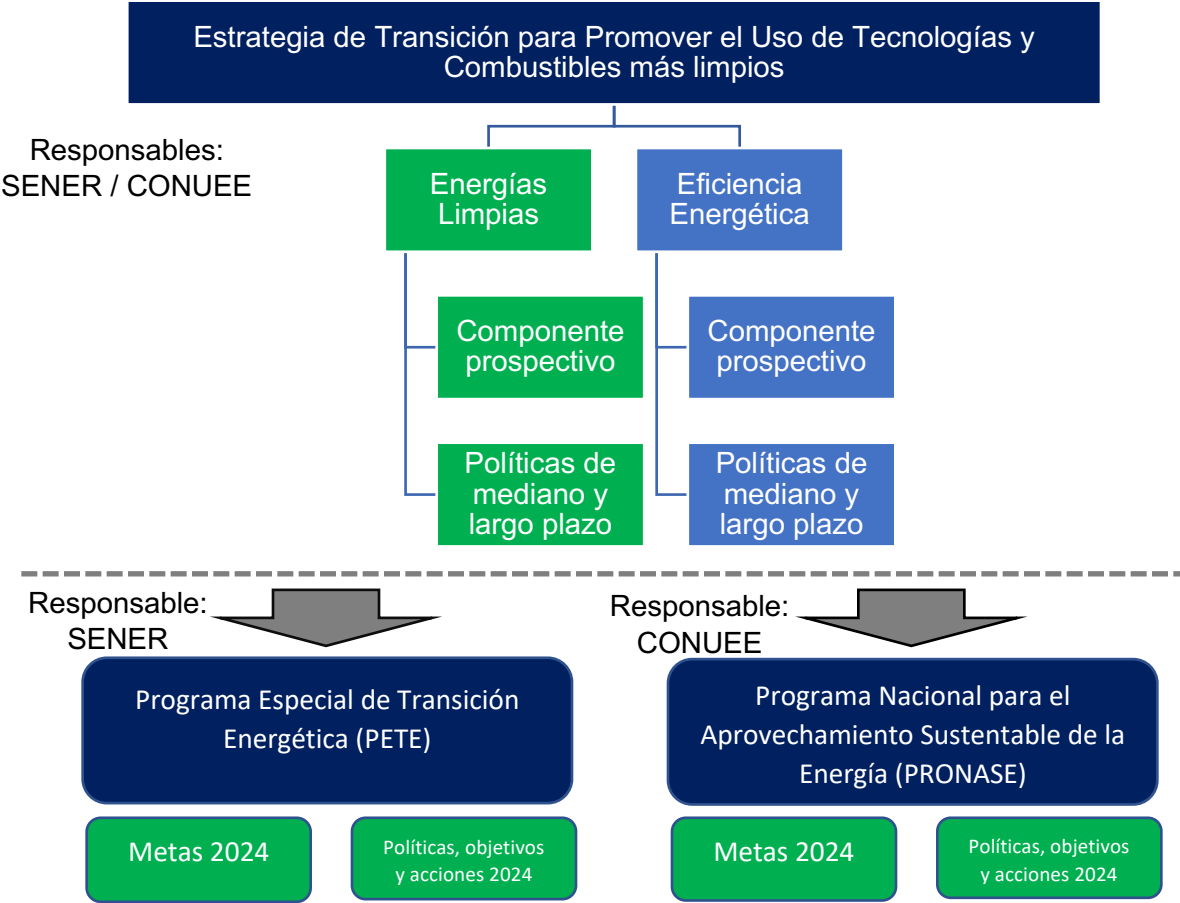 Estrategia de Transición para Promover el Uso de Tecnologías y
Combustibles más limpios
Responsables:
SENER / CONUEE
Energías
Limpias
Eficiencia
Energética
Componente
prospectivo
Componente
prospectivo
Políticas de
mediano y
largo plazo
Políticas de
mediano y
largo plazo
Responsable:
SENER
Responsable:
CONUEE
Programa Especial de Transición
Energética (PETE)
Programa Nacional para el
Aprovechamiento Sustentable de la
Energía (PRONASE)
Metas 2024
Políticas, objetivos
y acciones 2024
Metas 2024
Políticas, objetivos
y acciones 2024